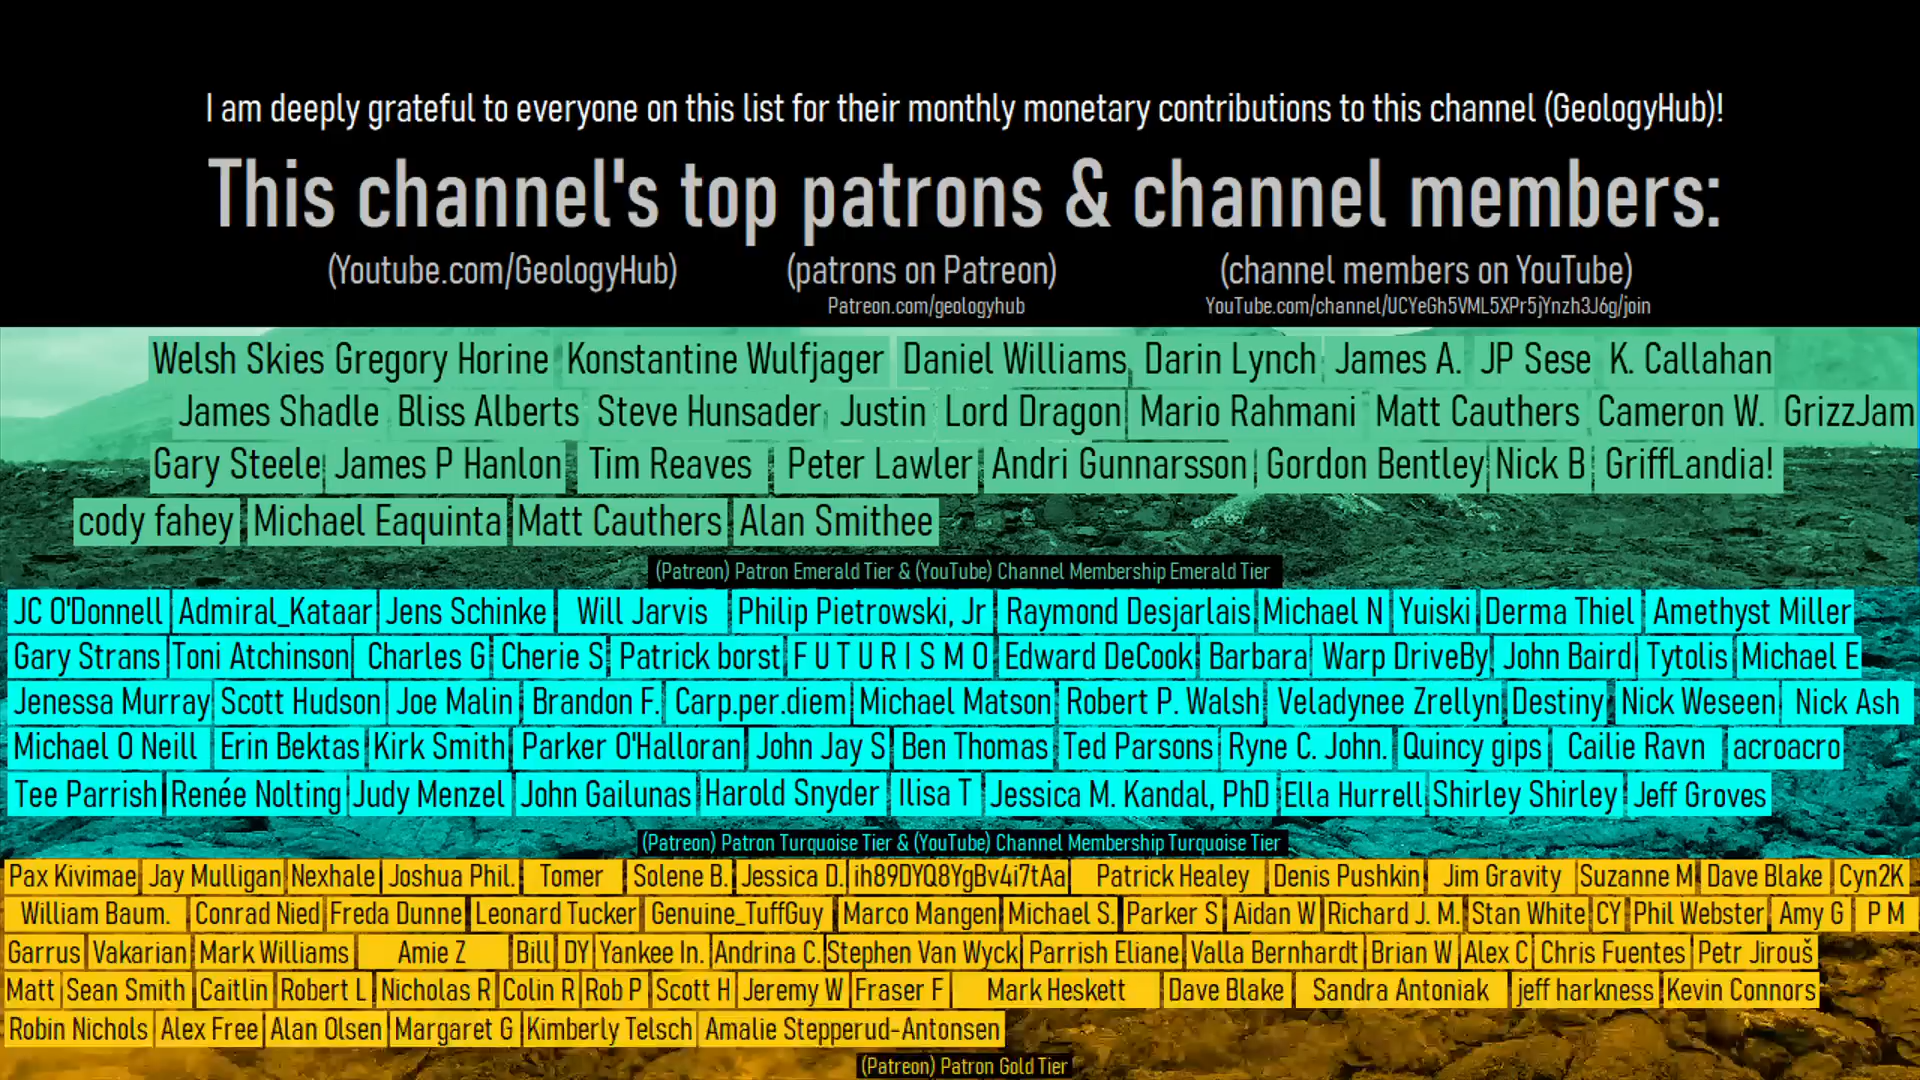 I am deeply grateful to everyone on this list for their monthly monetary contributions to this channel (GeologyHub)!
This channel's top patrons & channel members:
(Youtube.com/GeologyHub) (patrons on Patreon) (channel members on YouTube)
Patreon.com/geologyhub YouTube.com/channel/UCYeGh5VML5XPr5jYnzh3J6g/join
Welsh Skies Gregory Horine Konstantine Wulfjager Daniel Williams Darin Lynch James A. JP Sese K. Callahan
James Shadle Bliss Alberts Steve Hunsader Justin Lord Dragon Mario Rahmani Matt Cauthers Cameron W. GrizzJam
Gary Steele James P Hanlon Tim Reaves Peter Lawler Andri Gunnarsson Gordon Bentley Nick B GriffLandia!
cody fahey Michael Eaquinta Matt Cauthers Alan Smithee
(Patreon) Patron Emerald Tier & (YouTube) Channel Membership Emerald Tier
JC O'Donnell Admiral_Kataar Jens Schinke Will Jarvis Philip Pietrowski, Jr Raymond Desjarlais Michael N Yuiski Derma Thiel Amethyst Miller
Gary Strans Toni Atchinson Charles G Cherie S Patrick borst F U T U R I S M O Edward DeCook Barbara Warp DriveBy John Baird Tytolis Michael E
Jenessa Murray Scott Hudson Joe Malin Brandon F. Carp.per.diem Michael Matson Robert P. Walsh Veladynee Zrellyn Destiny Nick Weseen Nick Ash
Michael O Neill Erin Bektas Kirk Smith Parker O'Halloran John Jay S Ben Thomas Ted Parsons Ryne C. John. Quincy gips Cailie Ravn acroacro
Tee Parrish Renée Nolting Judy Menzel John Gailunas Harold Snyder Ilisa T Jessica M. Kandal, PhD Ella Hurrell Shirley Shirley Jeff Groves
(Patreon) Patron Turquoise Tier & (YouTube) Channel Membership Turquoise Tier
Pax Kivimae Jay Mulligan Nexhale Joshua Phil. Tomer Solene B. Jessica D. ih89DYQ8YgBv4i7tAa Patrick Healey Denis Pushkin Jim Gravity Suzanne M Dave Blake Cyn2K
William Baum. Conrad Nied Freda Dunne Leonard Tucker Genuine_TuffGuy Marco Mangen Michael S. Parker S Aidan W Richard J. M. Stan White CY Phil Webster Amy G P M
Garrus Vakarian Mark Williams Amie Z Bill DY Yankee In. Andrina C. Stephen Van Wyck Parrish Eliane Valla Bernhardt Brian W Alex C Chris Fuentes Petr Jirouš
Matt Sean Smith Caitlin Robert L Nicholas R Colin R Rob P Scott H Jeremy W Fraser F Mark Heskett Dave Blake Sandra Antoniak jeff harkness Kevin Connors
Robin Nichols Alex Free Alan Olsen Margaret G Kimberly Telsch Amalie Stepperud-Antonsen
(Patreon) Patron Gold Tier